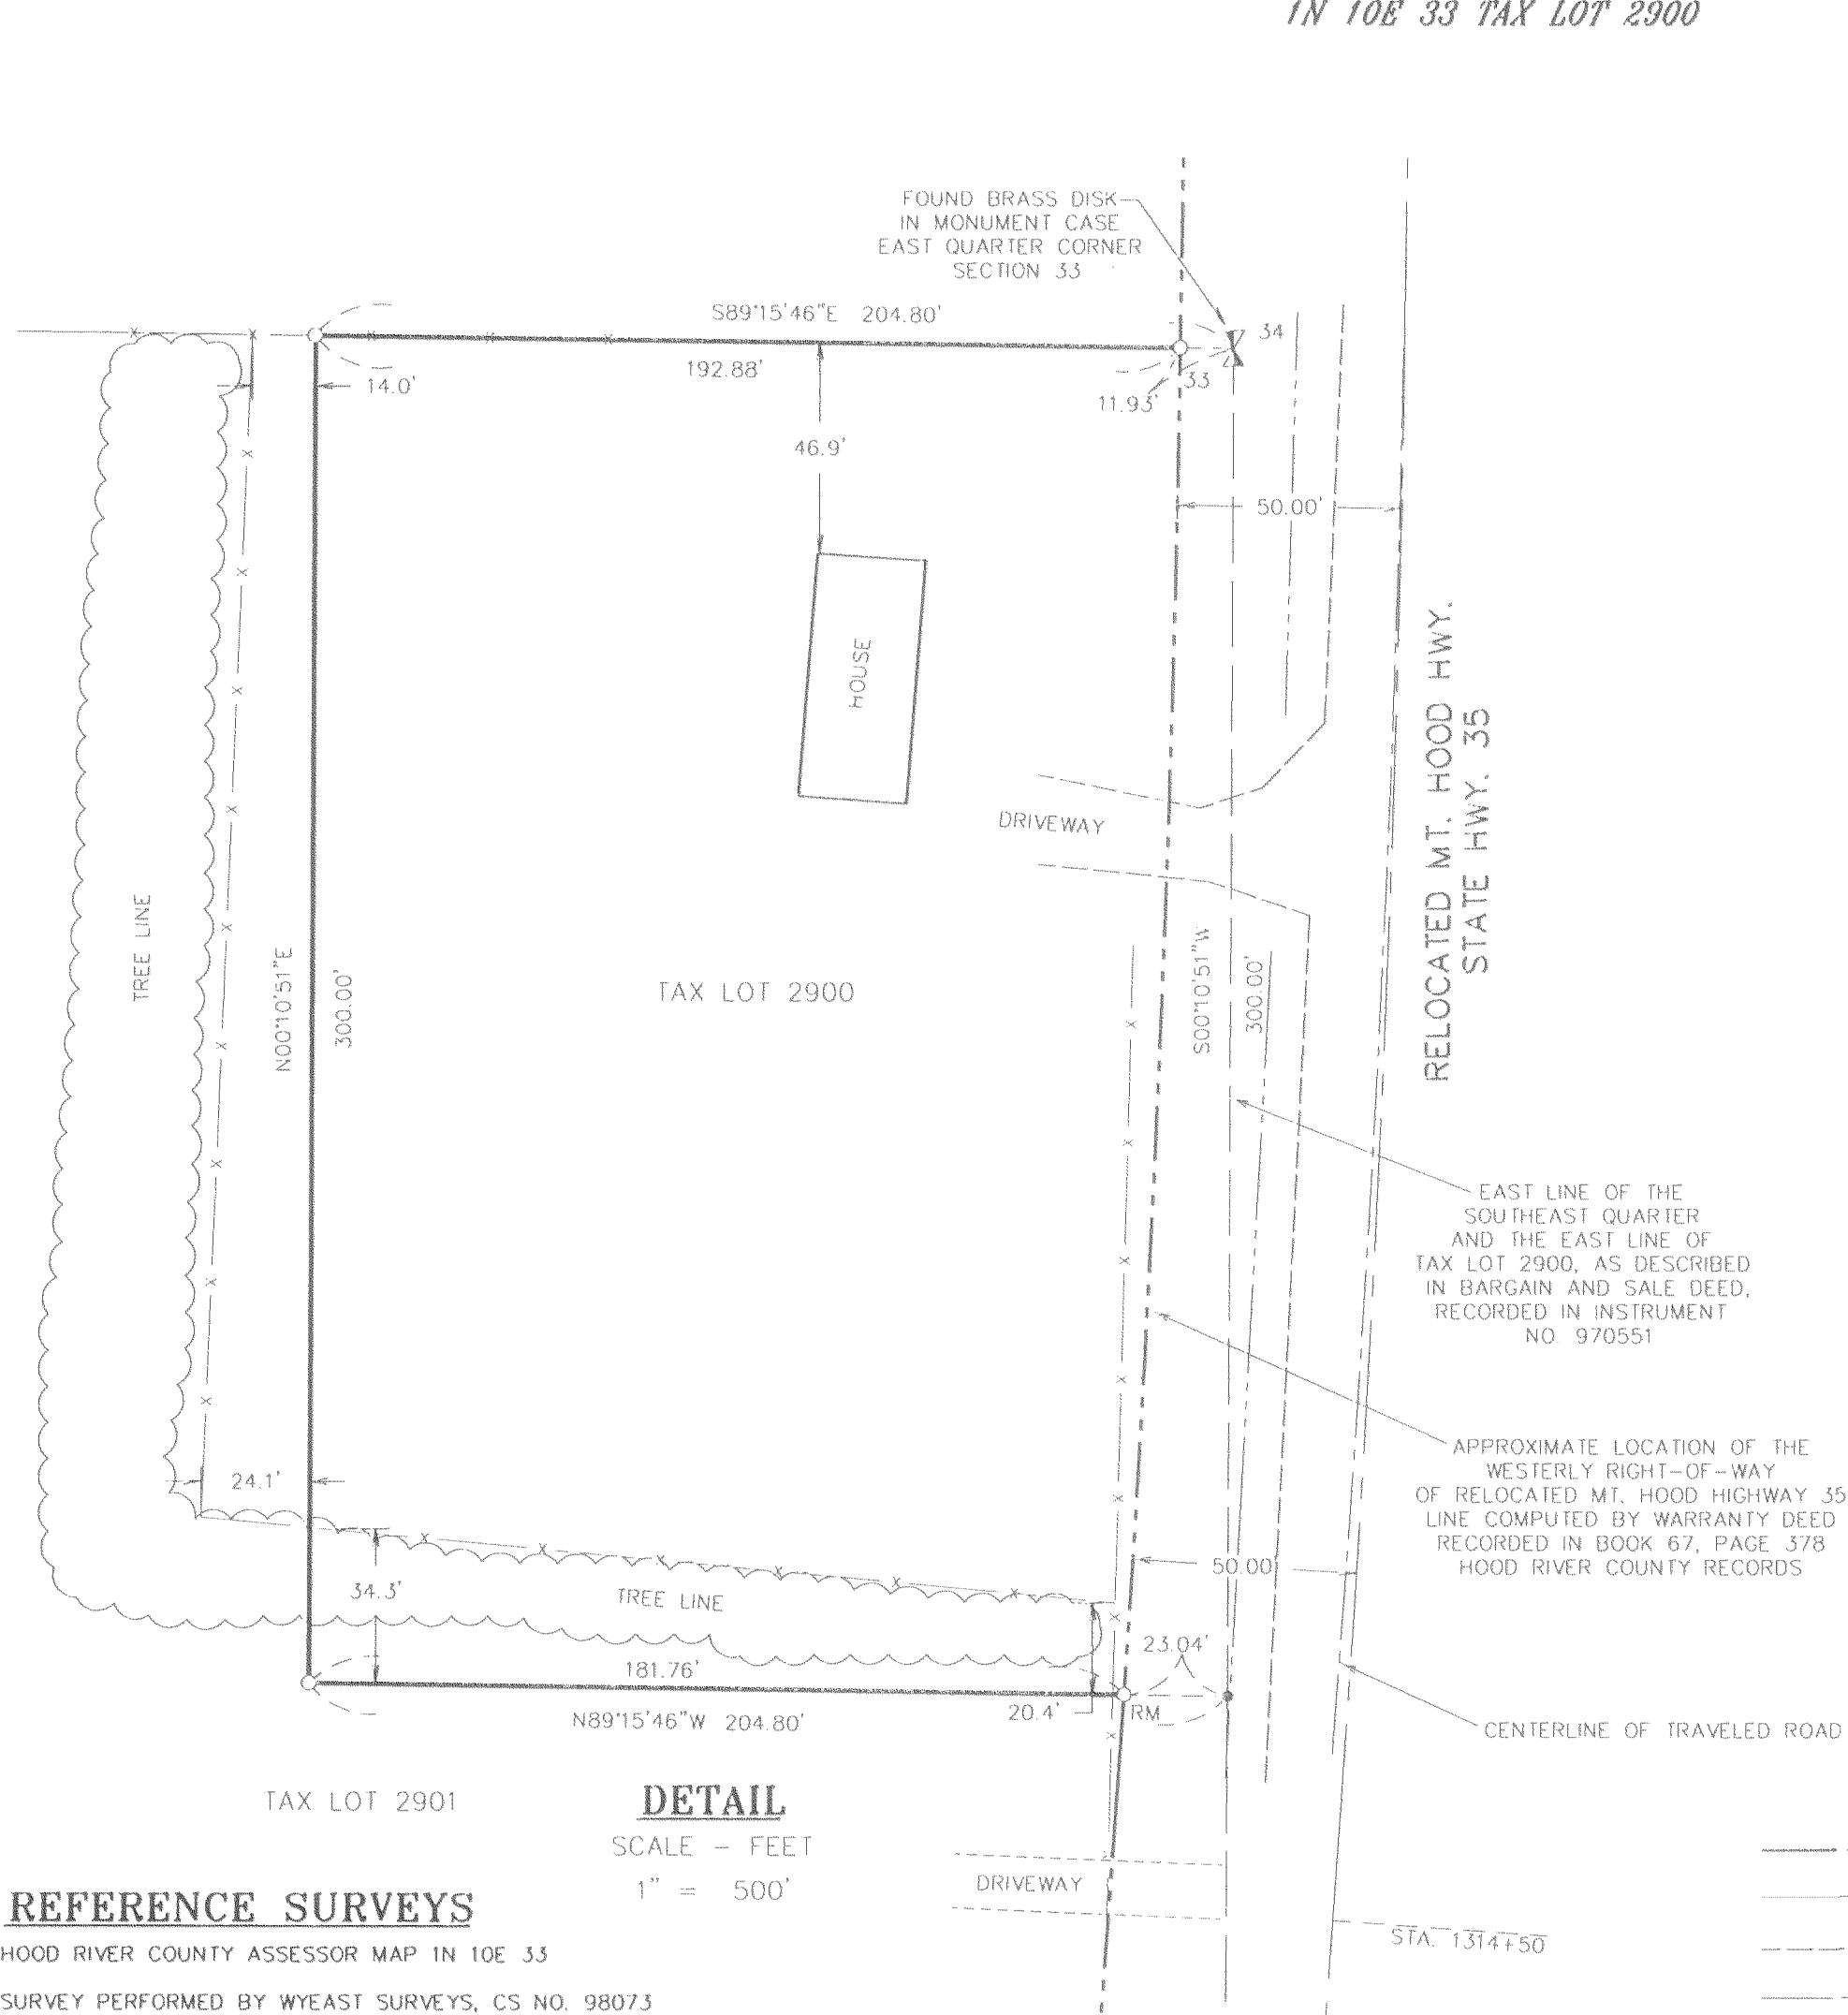 1N 10E 33 TAX LOT 2900
FOUND BRASS DISK
IN MONUMENT CASE
EAST QUARTER CORNER
SECTION 33
S89°15'46"E 204.80'
192.88'
14.0'
34
33
11.93'
46.9'
50.00'
HOUSE
RELOCATED MT. HOOD HWY.
STATE HWY. 35
DRIVEWAY
TREE LINE
N00°10'51"E
300.00'
TAX LOT 2900
S00°10'51"W
300.00'
EAST LINE OF THE
SOUTHEAST QUARTER
AND THE EAST LINE OF
TAX LOT 2900, AS DESCRIBED
IN BARGAIN AND SALE DEED,
RECORDED IN INSTRUMENT
NO. 970551
APPROXIMATE LOCATION OF THE
WESTERLY RIGHT-OF-WAY
OF RELOCATED MT. HOOD HIGHWAY 35
LINE COMPUTED BY WARRANTY DEED
RECORDED IN BOOK 67, PAGE 378
HOOD RIVER COUNTY RECORDS
24.1'
34.3'
TREE LINE
50.00
23.04'
181.76'
20.4'
RM
N89°15'46"W 204.80'
CENTERLINE OF TRAVELED ROAD
TAX LOT 2901
DETAIL
SCALE - FEET
1" = 500'
DRIVEWAY
STA. 1314+50
REFERENCE SURVEYS
HOOD RIVER COUNTY ASSESSOR MAP 1N 10E 33
SURVEY PERFORMED BY WYEAST SURVEYS, CS NO. 98073